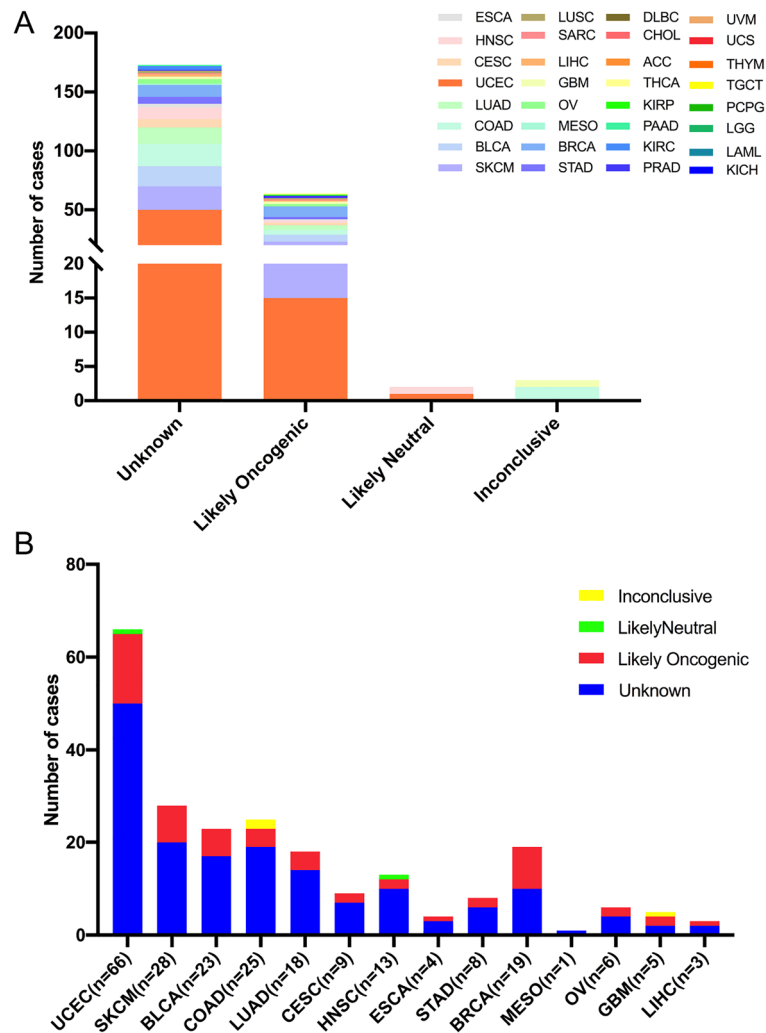 A
ESCA LUSC DLBC UVM
HNSC SARC CHOL UCS
CESC LIHC ACC THYM
UCEC GBM THCA TGCT
LUAD OV KIRP PCPG
COAD MESO PAAD LGG
BLCA BRCA KIRC LAML
SKCM STAD PRAD KICH
Number of cases
200
150
100
50
20
15
10
5
0
Unknown
Likely Oncogenic
Likely Neutral
Inconclusive
B
Number of cases
80
60
40
20
0
Inconclusive
LikelyNeutral
Likely Oncogenic
Unknown
UCEC(n=66)
SKCM(n=28)
BLCA(n=23)
COAD(n=25)
LUAD(n=18)
CESC(n=9)
HNSC(n=13)
ESCA(n=4)
STAD(n=8)
BRCA(n=19)
MESO(n=1)
OV(n=6)
GBM(n=5)
LIHC(n=3)